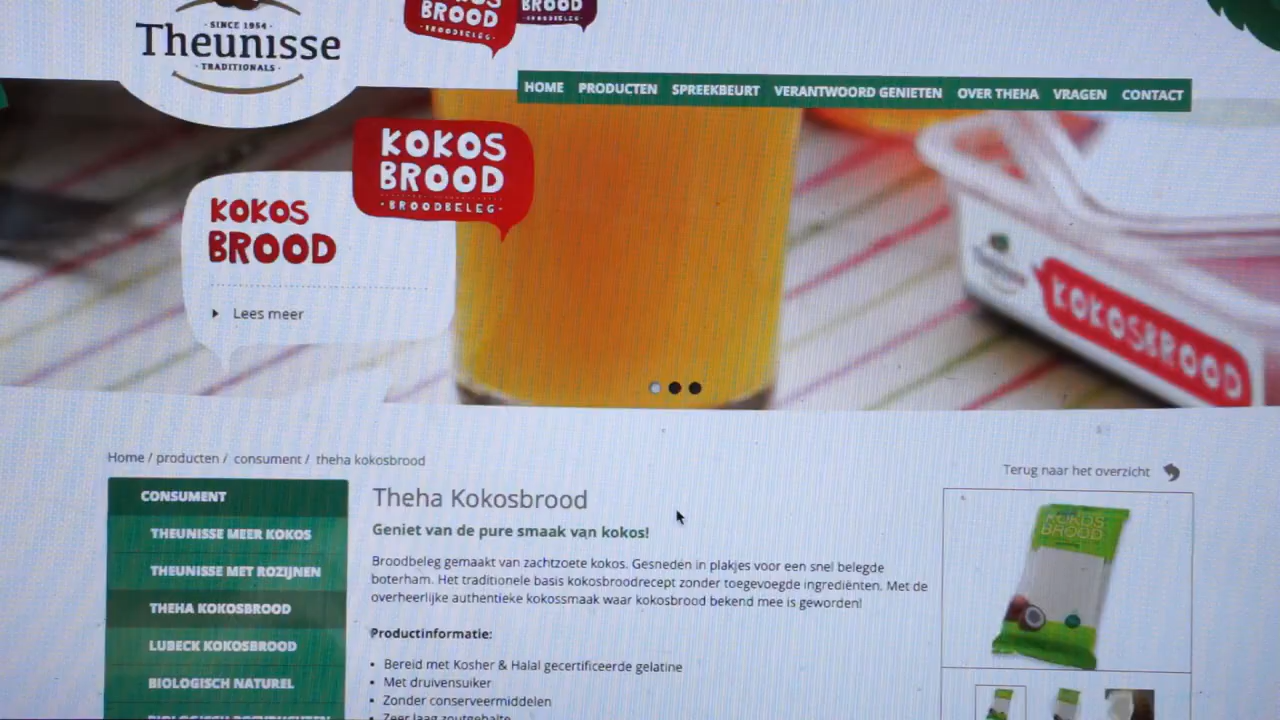 · SINCE 1954 ·
Theunisse
· TRADITIONALS ·
BROOD
· BROODBELEG ·
BROOD
· BROODBELEG ·
HOME PRODUCTEN SPREEKBEURT VERANTWOORD GENIETEN OVER THEHA VRAGEN CONTACT
KOKOS
BROOD
· BROODBELEG ·
KOKOS
BROOD
Lees meer
KOKOSBROOD
Home / producten / consument / theha kokosbrood
Terug naar het overzicht
CONSUMENT
THEUNISSE MEER KOKOS
THEUNISSE MET ROZIJNEN
THEHA KOKOSBROOD
LUBECK KOKOSBROOD
BIOLOGISCH NATUREL
Theha Kokosbrood
Geniet van de pure smaak van kokos!
Broodbeleg gemaakt van zachtzoete kokos. Gesneden in plakjes voor een snel belegde
boterham. Het traditionele basis kokosbroodrecept zonder toegevoegde ingrediënten. Met de
overheerlijke authentieke kokossmaak waar kokosbrood bekend mee is geworden!
Productinformatie:
• Bereid met Kosher & Halal gecertificeerde gelatine
• Met druivensuiker
• Zonder conserveermiddelen
• Zeer laag zoutgehalte
KOKOS
BROOD